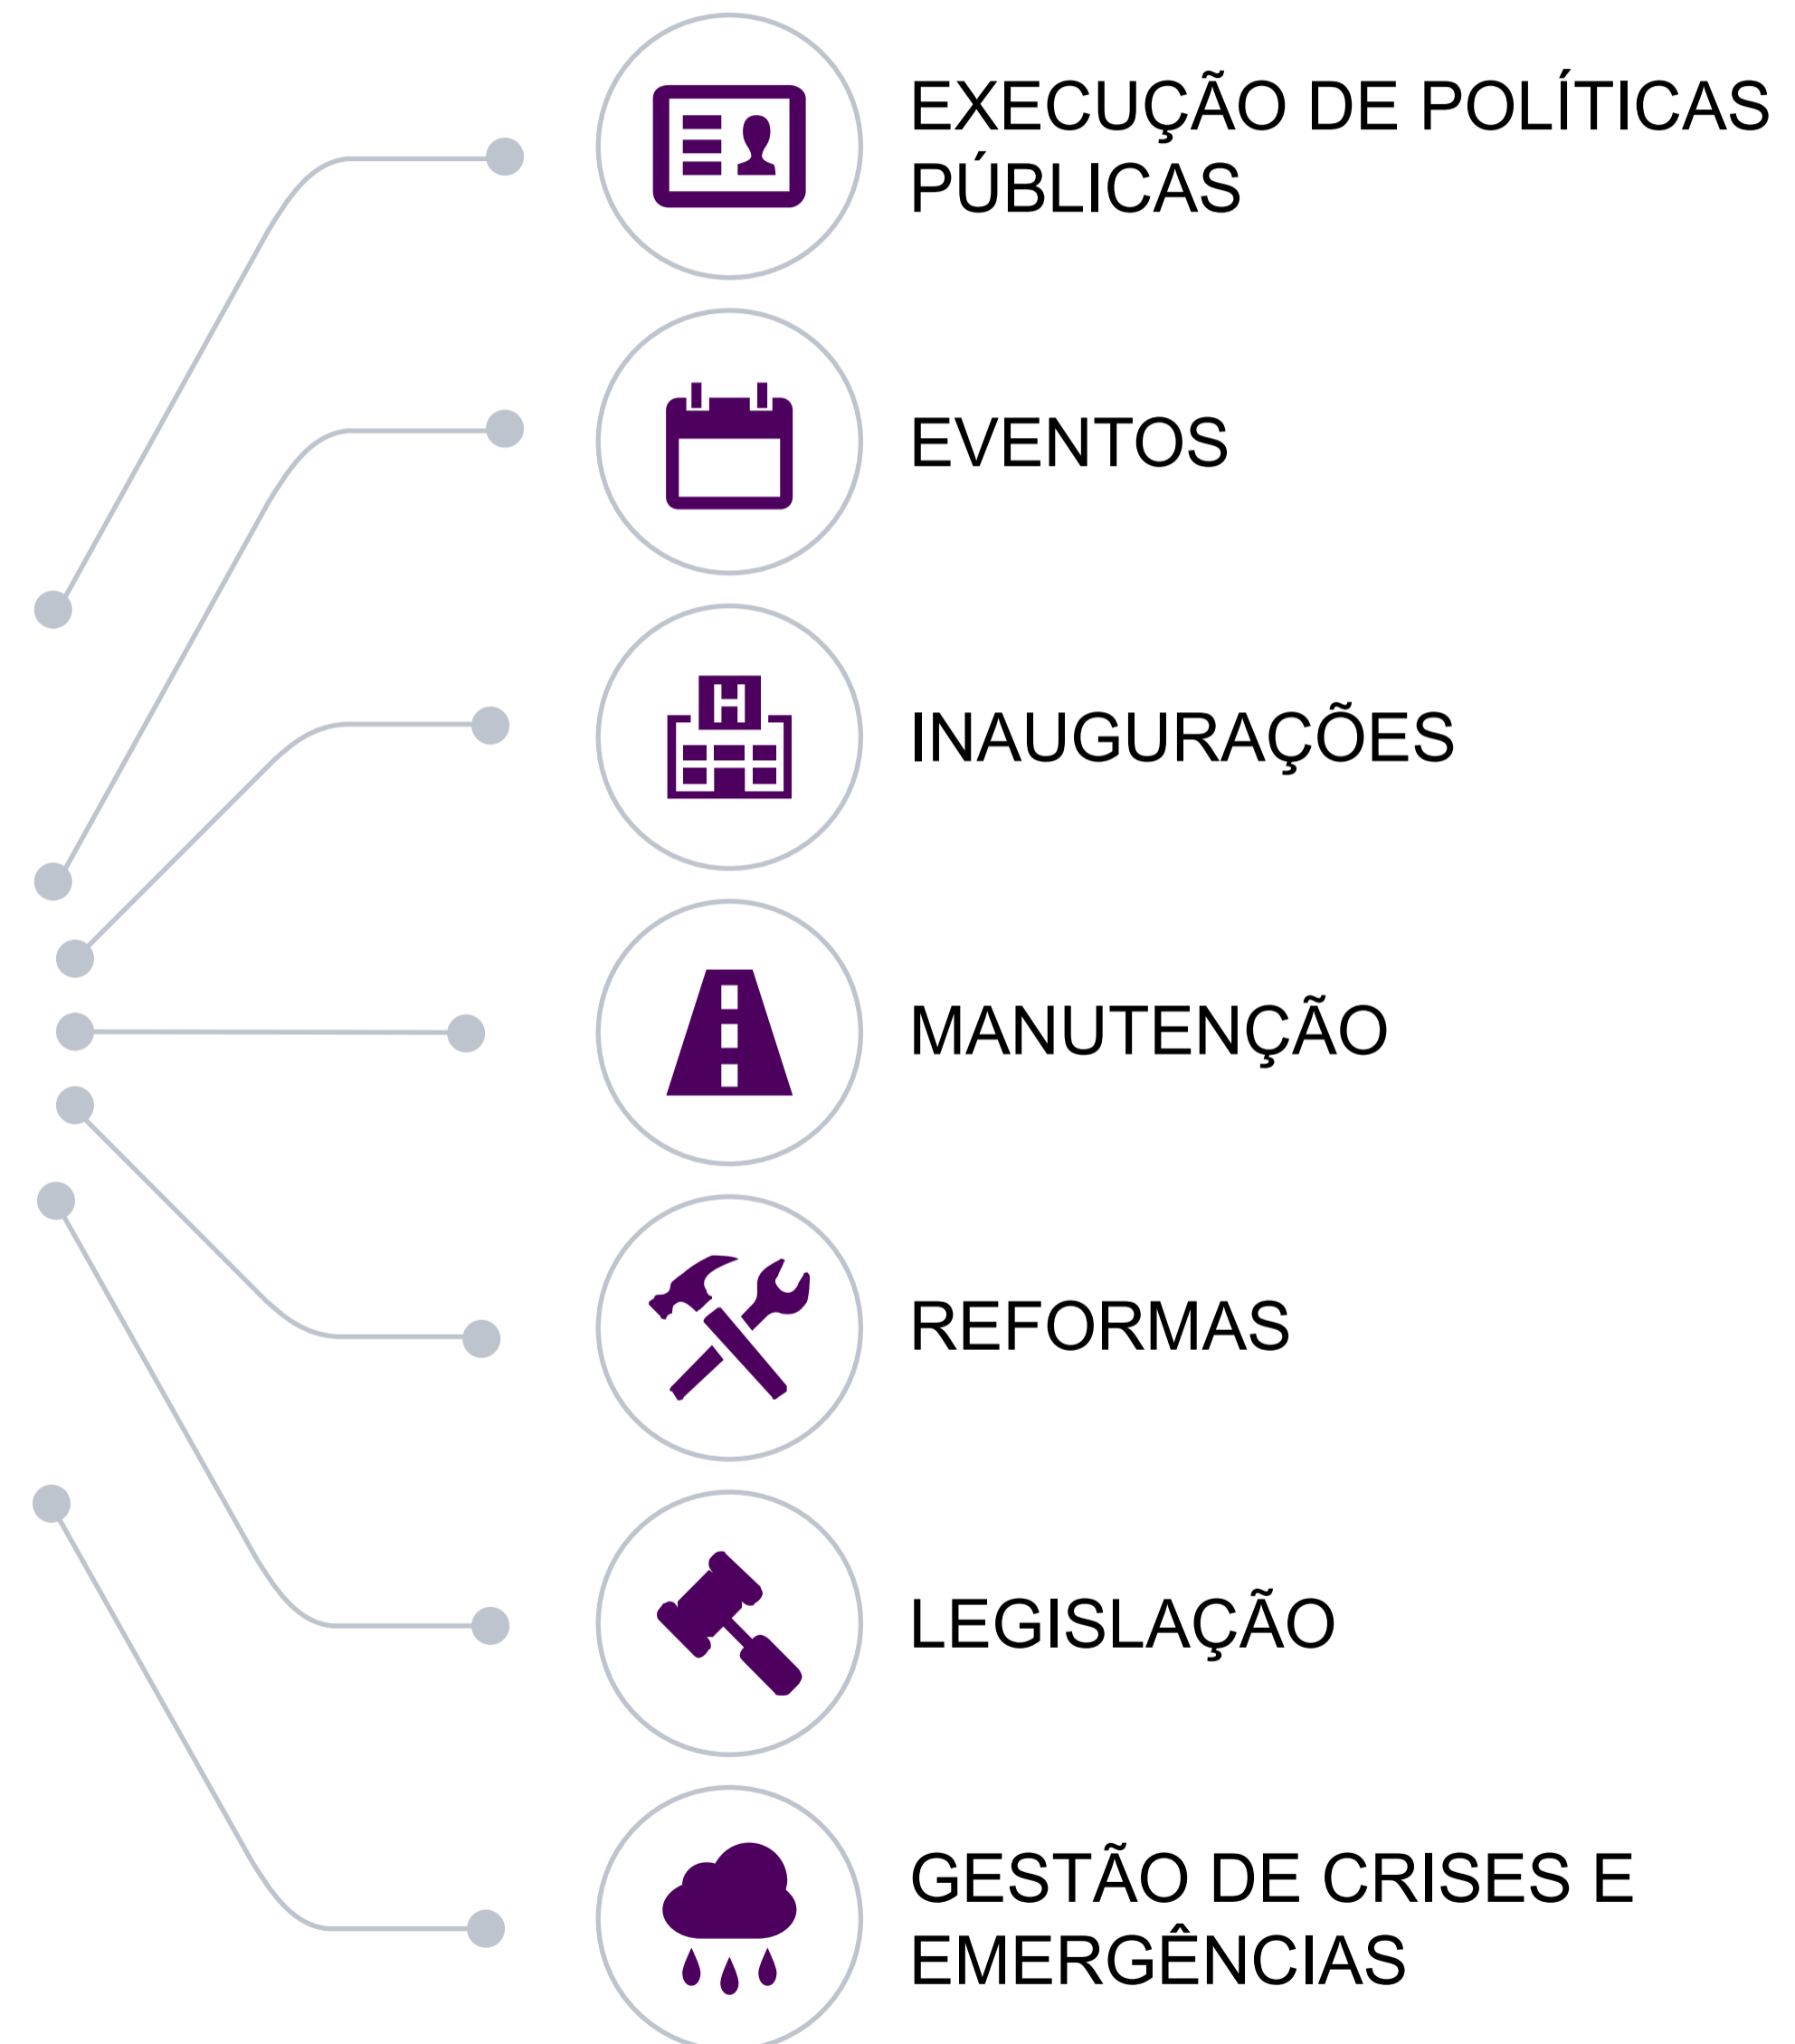 EXECUÇÃO DE POLÍTICAS
PÚBLICAS
EVENTOS
H
INAUGURAÇÕES
MANUTENÇÃO
REFORMAS
LEGISLAÇÃO
GESTÃO DE CRISES E
EMERGÊNCIAS